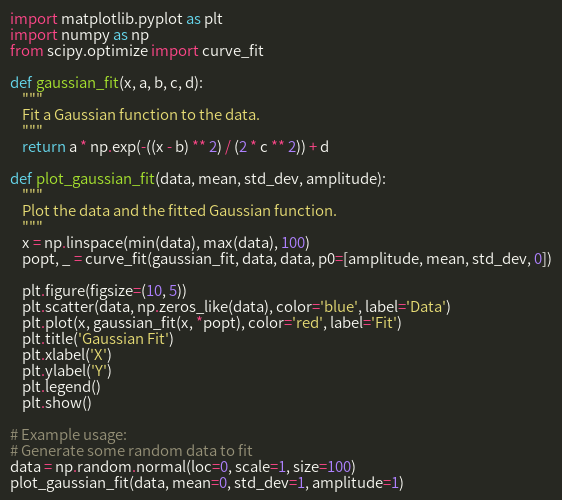 import matplotlib.pyplot as plt
import numpy as np
from scipy.optimize import curve_fit
def gaussian_fit(x, a, b, c, d):
"""
Fit a Gaussian function to the data.
"""
return a * np.exp(-((x - b) ** 2) / (2 * c ** 2)) + d
def plot_gaussian_fit(data, mean, std_dev, amplitude):
"""
Plot the data and the fitted Gaussian function.
"""
x = np.linspace(min(data), max(data), 100)
popt, _ = curve_fit(gaussian_fit, data, data, p0=[amplitude, mean, std_dev, 0])
plt.figure(figsize=(10, 5))
plt.scatter(data, np.zeros_like(data), color='blue', label='Data')
plt.plot(x, gaussian_fit(x, *popt), color='red', label='Fit')
plt.title('Gaussian Fit')
plt.xlabel('X')
plt.ylabel('Y')
plt.legend()
plt.show()
# Example usage:
# Generate some random data to fit
data = np.random.normal(loc=0, scale=1, size=100)
plot_gaussian_fit(data, mean=0, std_dev=1, amplitude=1)